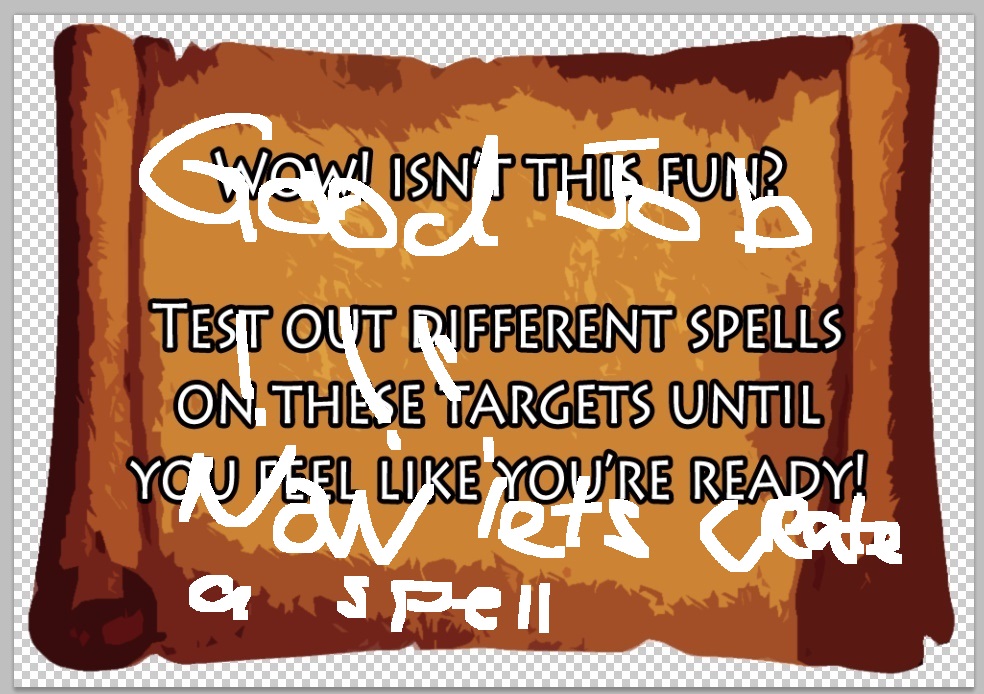 WOW! ISN'T THIS FUN?
Good Job
TEST OUT DIFFERENT SPELLS
ON THESE TARGETS UNTIL
!!!
YOU FEEL LIKE YOU'RE READY!
Now lets create
a spell